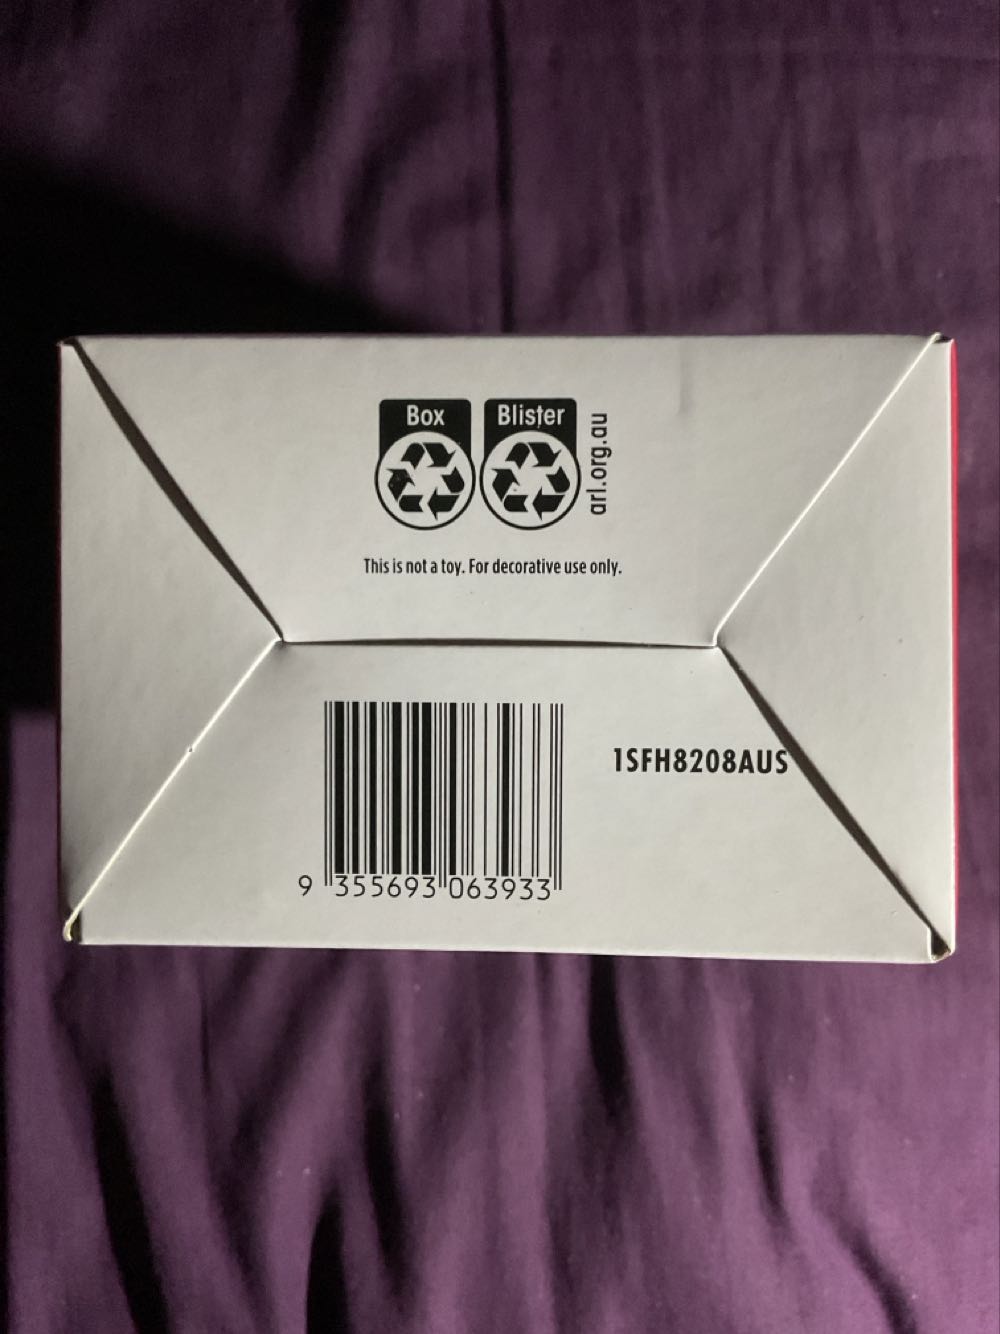 Box Blister
arl.org.au
This is not a toy. For decorative use only.
1SFH8208AUS
9 355693 063933